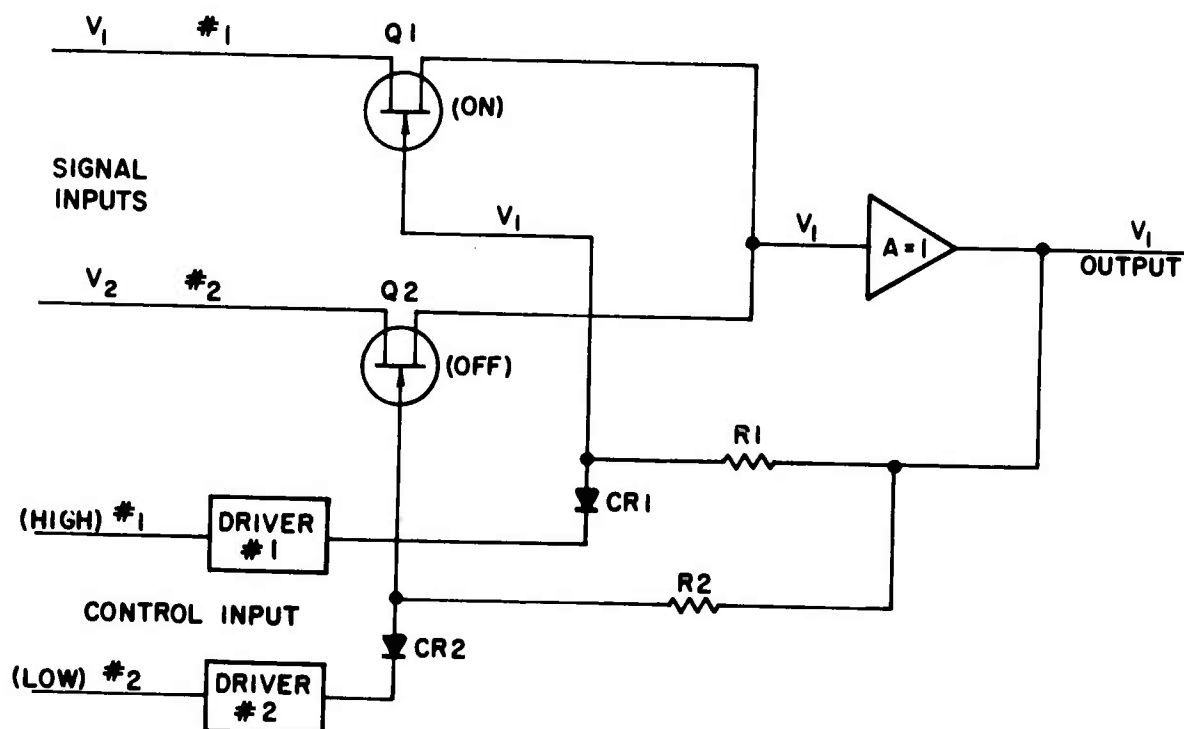 V1 #1 Q1
(ON)
SIGNAL
INPUTS
V1
V1
A=1
V1
OUTPUT
V2 #2 Q2
(OFF)
R1
CR1
(HIGH) #1
DRIVER
#1
R2
CONTROL INPUT
CR2
(LOW) #2
DRIVER
#2